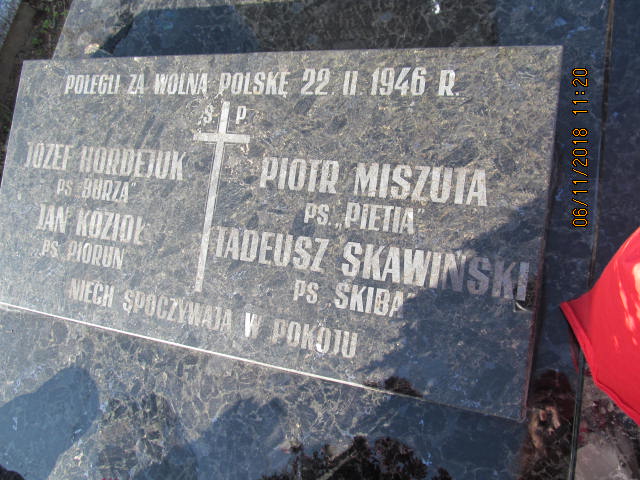 POLEGLI ZA WOLNĄ POLSKĘ 22 II 1946 R.
Ś P
JÓZEF HORDEJUK
PS. „BURZA”
JAN KOZIOŁ
PS. PIORUN
PIOTR MISZUTA
PS. „PIETIA”
TADEUSZ SKAWIŃSKI
PS. SKIBA”
NIECH SPOCZYWAJĄ W POKOJU
06/11/2018 11:20